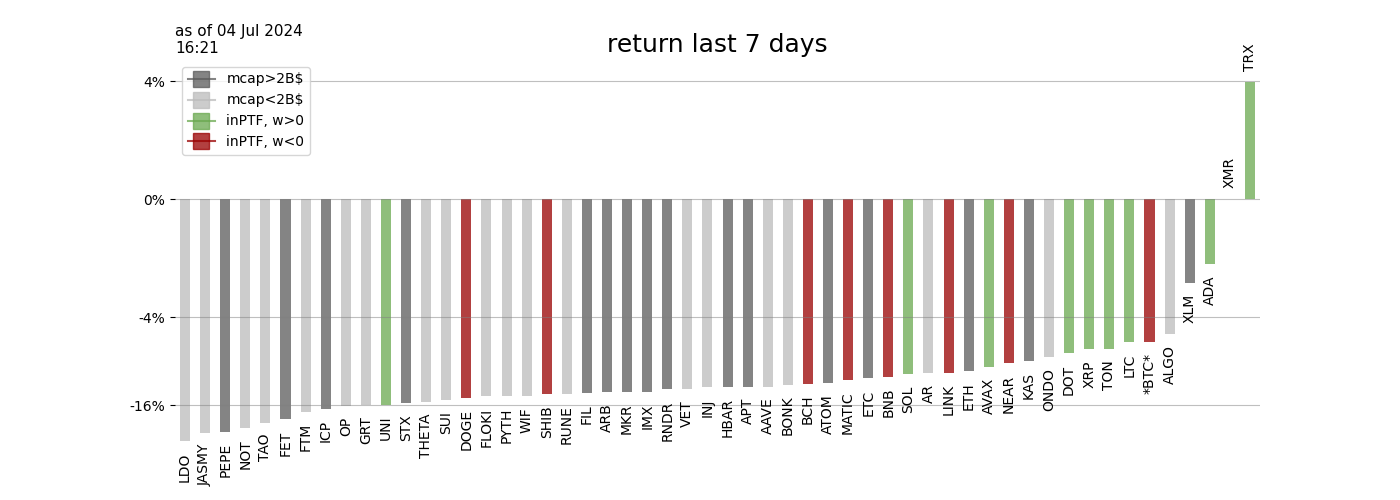 as of 04 Jul 2024
16:21
return last 7 days
mcap>2B$
mcap<2B$
inPTF, w>0
inPTF, w<0
4%
0%
-4%
-16%
LDO
JASMY
PEPE
NOT
TAO
FET
FTM
ICP
OP
GRT
UNI
STX
THETA
SUI
DOGE
FLOKI
PYTH
WIF
SHIB
RUNE
FIL
ARB
MKR
IMX
RNDR
VET
INJ
HBAR
APT
AAVE
BONK
BCH
ATOM
MATIC
ETC
BNB
SOL
AR
LINK
ETH
AVAX
NEAR
KAS
ONDO
DOT
XRP
TON
LTC
*BTC*
ALGO
XLM
ADA
XMR
TRX